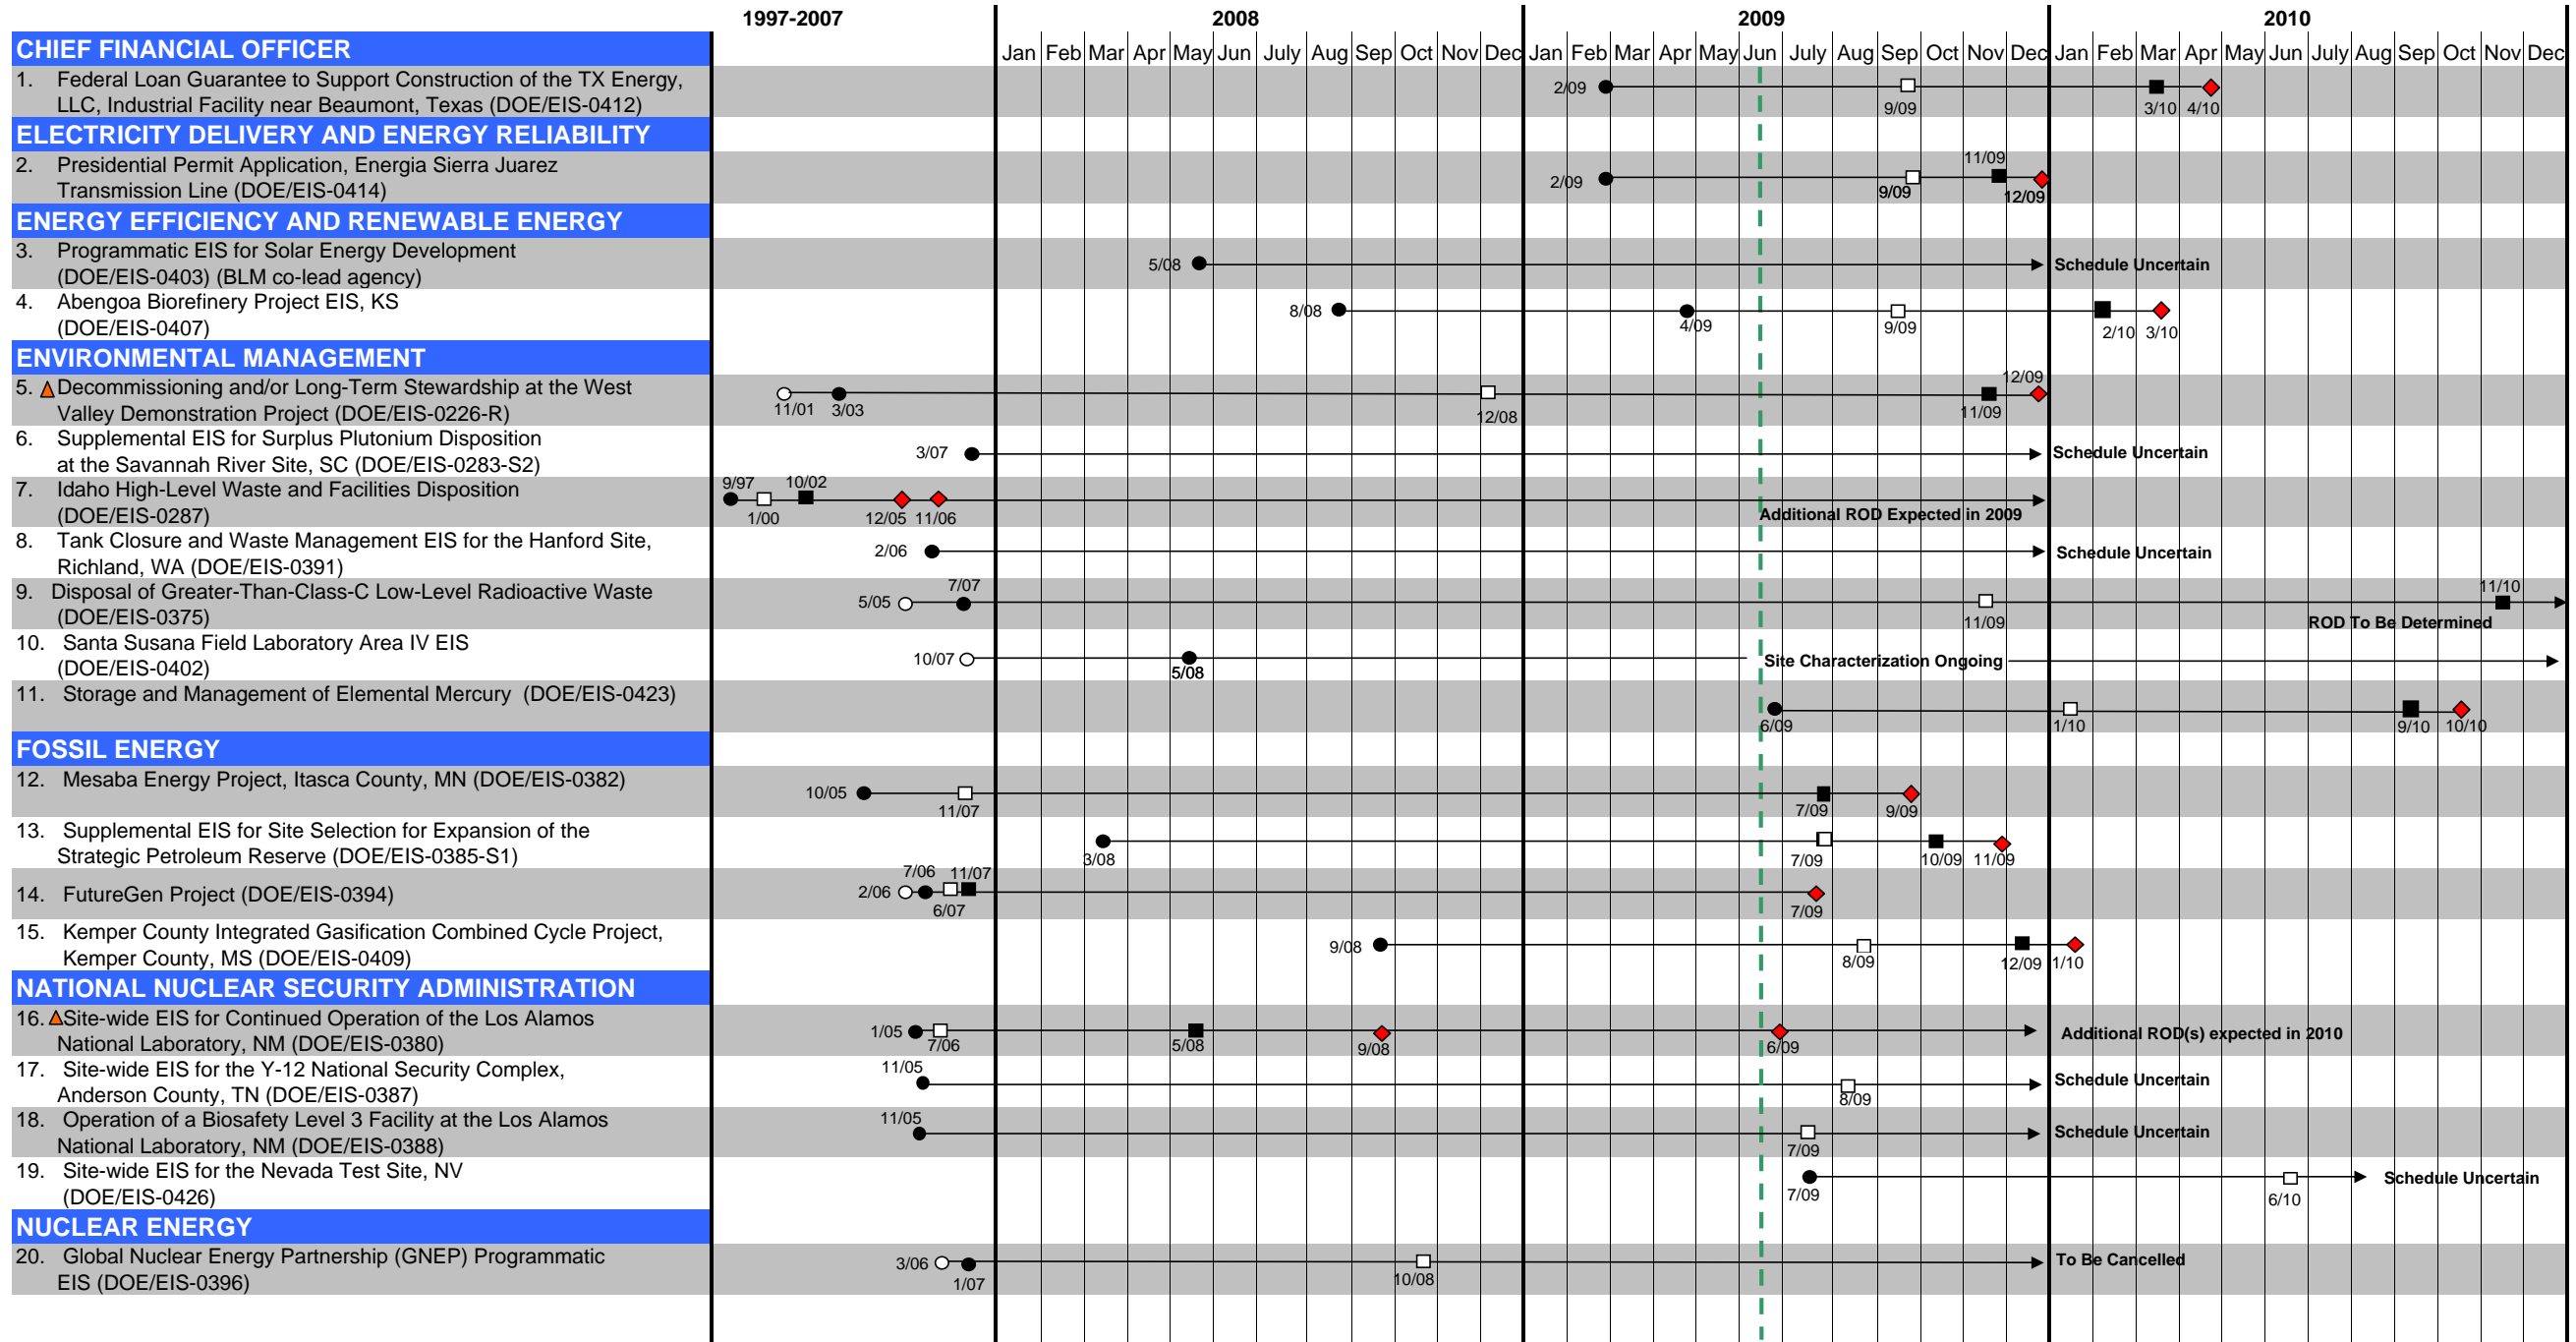 1997-2007 2008 2009 2010
CHIEF FINANCIAL OFFICER Jan Feb Mar Apr May Jun July Aug Sep Oct Nov Dec Jan Feb Mar Apr May Jun July Aug Sep Oct Nov Dec Jan Feb Mar Apr May Jun July Aug Sep Oct Nov Dec
1. Federal Loan Guarantee to Support Construction of the TX Energy,
LLC, Industrial Facility near Beaumont, Texas (DOE/EIS-0412)
2/09 9/09 3/10 4/10
ELECTRICITY DELIVERY AND ENERGY RELIABILITY
2. Presidential Permit Application, Energia Sierra Juarez
Transmission Line (DOE/EIS-0414)
2/09 9/09 11/09 12/09
ENERGY EFFICIENCY AND RENEWABLE ENERGY
3. Programmatic EIS for Solar Energy Development
(DOE/EIS-0403) (BLM co-lead agency)
5/08 Schedule Uncertain
4. Abengoa Biorefinery Project EIS, KS
(DOE/EIS-0407)
8/08 4/09 9/09 2/10 3/10
ENVIRONMENTAL MANAGEMENT
5. Decommissioning and/or Long-Term Stewardship at the West
Valley Demonstration Project (DOE/EIS-0226-R)
11/01 3/03 12/08 11/09 12/09
6. Supplemental EIS for Surplus Plutonium Disposition
at the Savannah River Site, SC (DOE/EIS-0283-S2)
3/07 Schedule Uncertain
7. Idaho High-Level Waste and Facilities Disposition
(DOE/EIS-0287)
9/97 1/00 10/02 12/05 11/06 Additional ROD Expected in 2009
8. Tank Closure and Waste Management EIS for the Hanford Site,
Richland, WA (DOE/EIS-0391)
2/06 Schedule Uncertain
9. Disposal of Greater-Than-Class-C Low-Level Radioactive Waste
(DOE/EIS-0375)
5/05 7/07 11/09 11/10 ROD To Be Determined
10. Santa Susana Field Laboratory Area IV EIS
(DOE/EIS-0402)
10/07 5/08 Site Characterization Ongoing
11. Storage and Management of Elemental Mercury (DOE/EIS-0423)
6/09 1/10 9/10 10/10
FOSSIL ENERGY
12. Mesaba Energy Project, Itasca County, MN (DOE/EIS-0382)
10/05 11/07 7/09 9/09
13. Supplemental EIS for Site Selection for Expansion of the
Strategic Petroleum Reserve (DOE/EIS-0385-S1)
3/08 7/09 10/09 11/09
14. FutureGen Project (DOE/EIS-0394)
2/06 7/06 6/07 11/07 7/09
15. Kemper County Integrated Gasification Combined Cycle Project,
Kemper County, MS (DOE/EIS-0409)
9/08 8/09 12/09 1/10
NATIONAL NUCLEAR SECURITY ADMINISTRATION
16. Site-wide EIS for Continued Operation of the Los Alamos
National Laboratory, NM (DOE/EIS-0380)
1/05 7/06 5/08 9/08 6/09 Additional ROD(s) expected in 2010
17. Site-wide EIS for the Y-12 National Security Complex,
Anderson County, TN (DOE/EIS-0387)
11/05 8/09 Schedule Uncertain
18. Operation of a Biosafety Level 3 Facility at the Los Alamos
National Laboratory, NM (DOE/EIS-0388)
11/05 7/09 Schedule Uncertain
19. Site-wide EIS for the Nevada Test Site, NV
(DOE/EIS-0426)
7/09 6/10 Schedule Uncertain
NUCLEAR ENERGY
20. Global Nuclear Energy Partnership (GNEP) Programmatic
EIS (DOE/EIS-0396)
3/06 1/07 10/08 To Be Cancelled